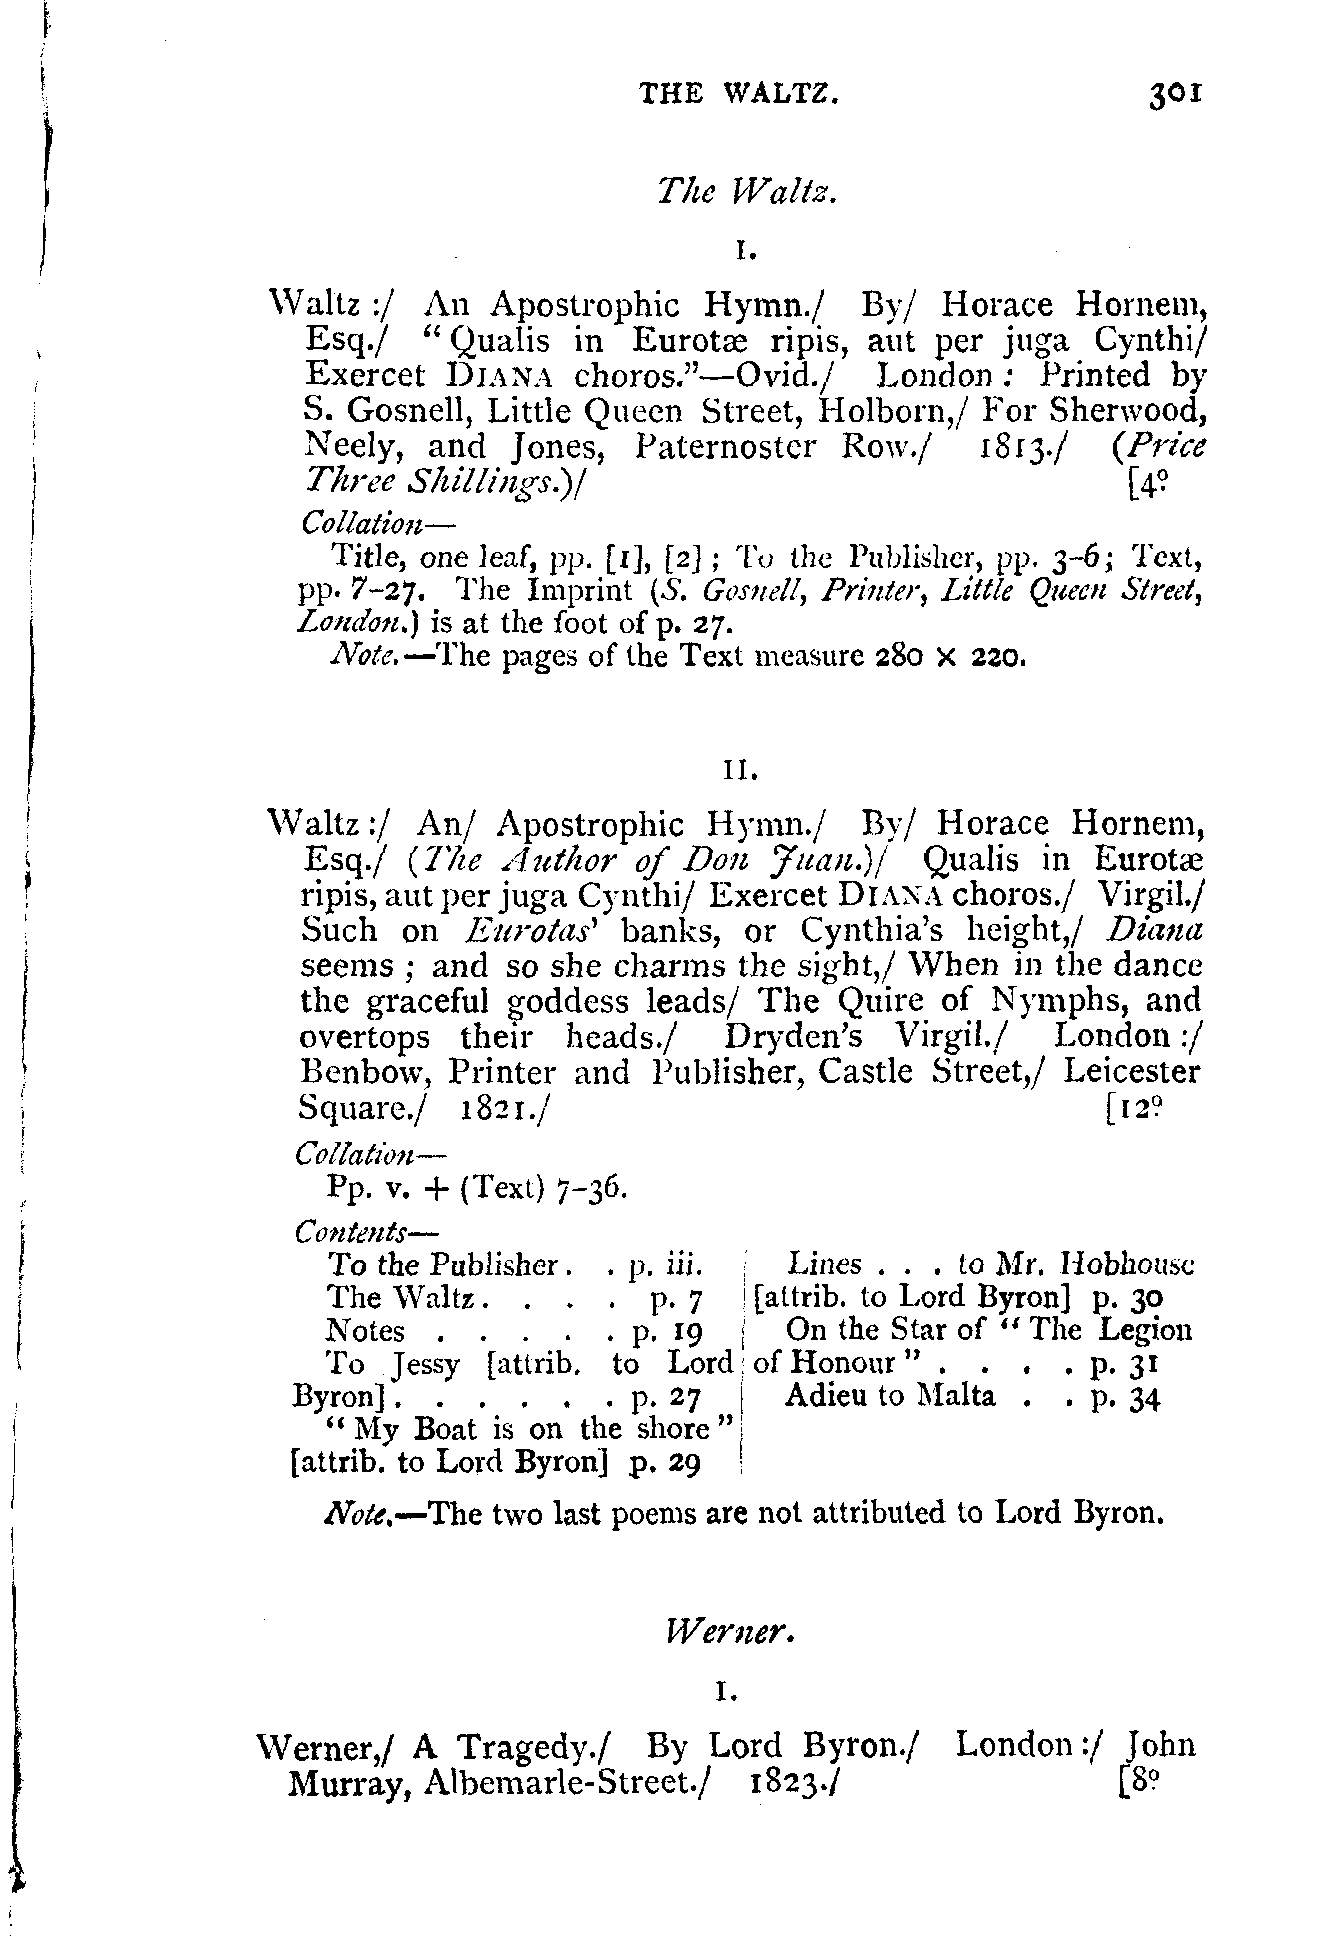 THE WALTZ. 301
The Waltz.
I.
Waltz :/ An Apostrophic Hymn./ By/ Horace Hornem,
Esq./ “Qualis in Eurotæ ripis, aut per juga Cynthi/
Exercet DIANA choros.”—Ovid./ London : Printed by
S. Gosnell, Little Queen Street, Holborn,/ For Sherwood,
Neely, and Jones, Paternoster Row./ 1813./ (Price
Three Shillings.)/ [4º
Collation—
Title, one leaf, pp. [1], [2] ; To the Publisher, pp. 3–6; Text,
pp. 7–27. The Imprint (S. Gosnell, Printer, Little Queen Street,
London.) is at the foot of p. 27.
Note.—The pages of the Text measure 280 × 220.
II.
Waltz :/ An/ Apostrophic Hymn./ By/ Horace Hornem,
Esq./ (The Author of Don Juan.)/ Qualis in Eurotæ
ripis, aut per juga Cynthi/ Exercet DIANA choros./ Virgil./
Such on Eurotas' banks, or Cynthia's height,/ Diana
seems ; and so she charms the sight,/ When in the dance
the graceful goddess leads/ The Quire of Nymphs, and
overtops their heads./ Dryden's Virgil./ London :/
Benbow, Printer and Publisher, Castle Street,/ Leicester
Square./ 1821./ [12º
Collation—
Pp. v. + (Text) 7–36.
Contents—
To the Publisher . . p. iii.
The Waltz . . . . p. 7
Notes . . . . . p. 19
To Jessy [attrib. to Lord
Byron] . . . . . . p. 27
“My Boat is on the shore”
[attrib. to Lord Byron] p. 29
Lines . . . to Mr. Hobhouse
[attrib. to Lord Byron] p. 30
On the Star of “The Legion
of Honour” . . . . p. 31
Adieu to Malta . . p. 34
Note.—The two last poems are not attributed to Lord Byron.
Werner.
I.
Werner,/ A Tragedy./ By Lord Byron./ London :/ John
Murray, Albemarle-Street./ 1823./ [8º